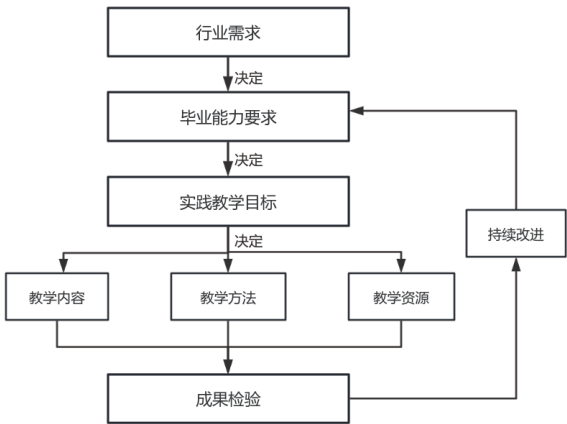 行业需求
决定
毕业能力要求
决定
实践教学目标
决定
持续改进
教学内容
教学方法
教学资源
成果检验